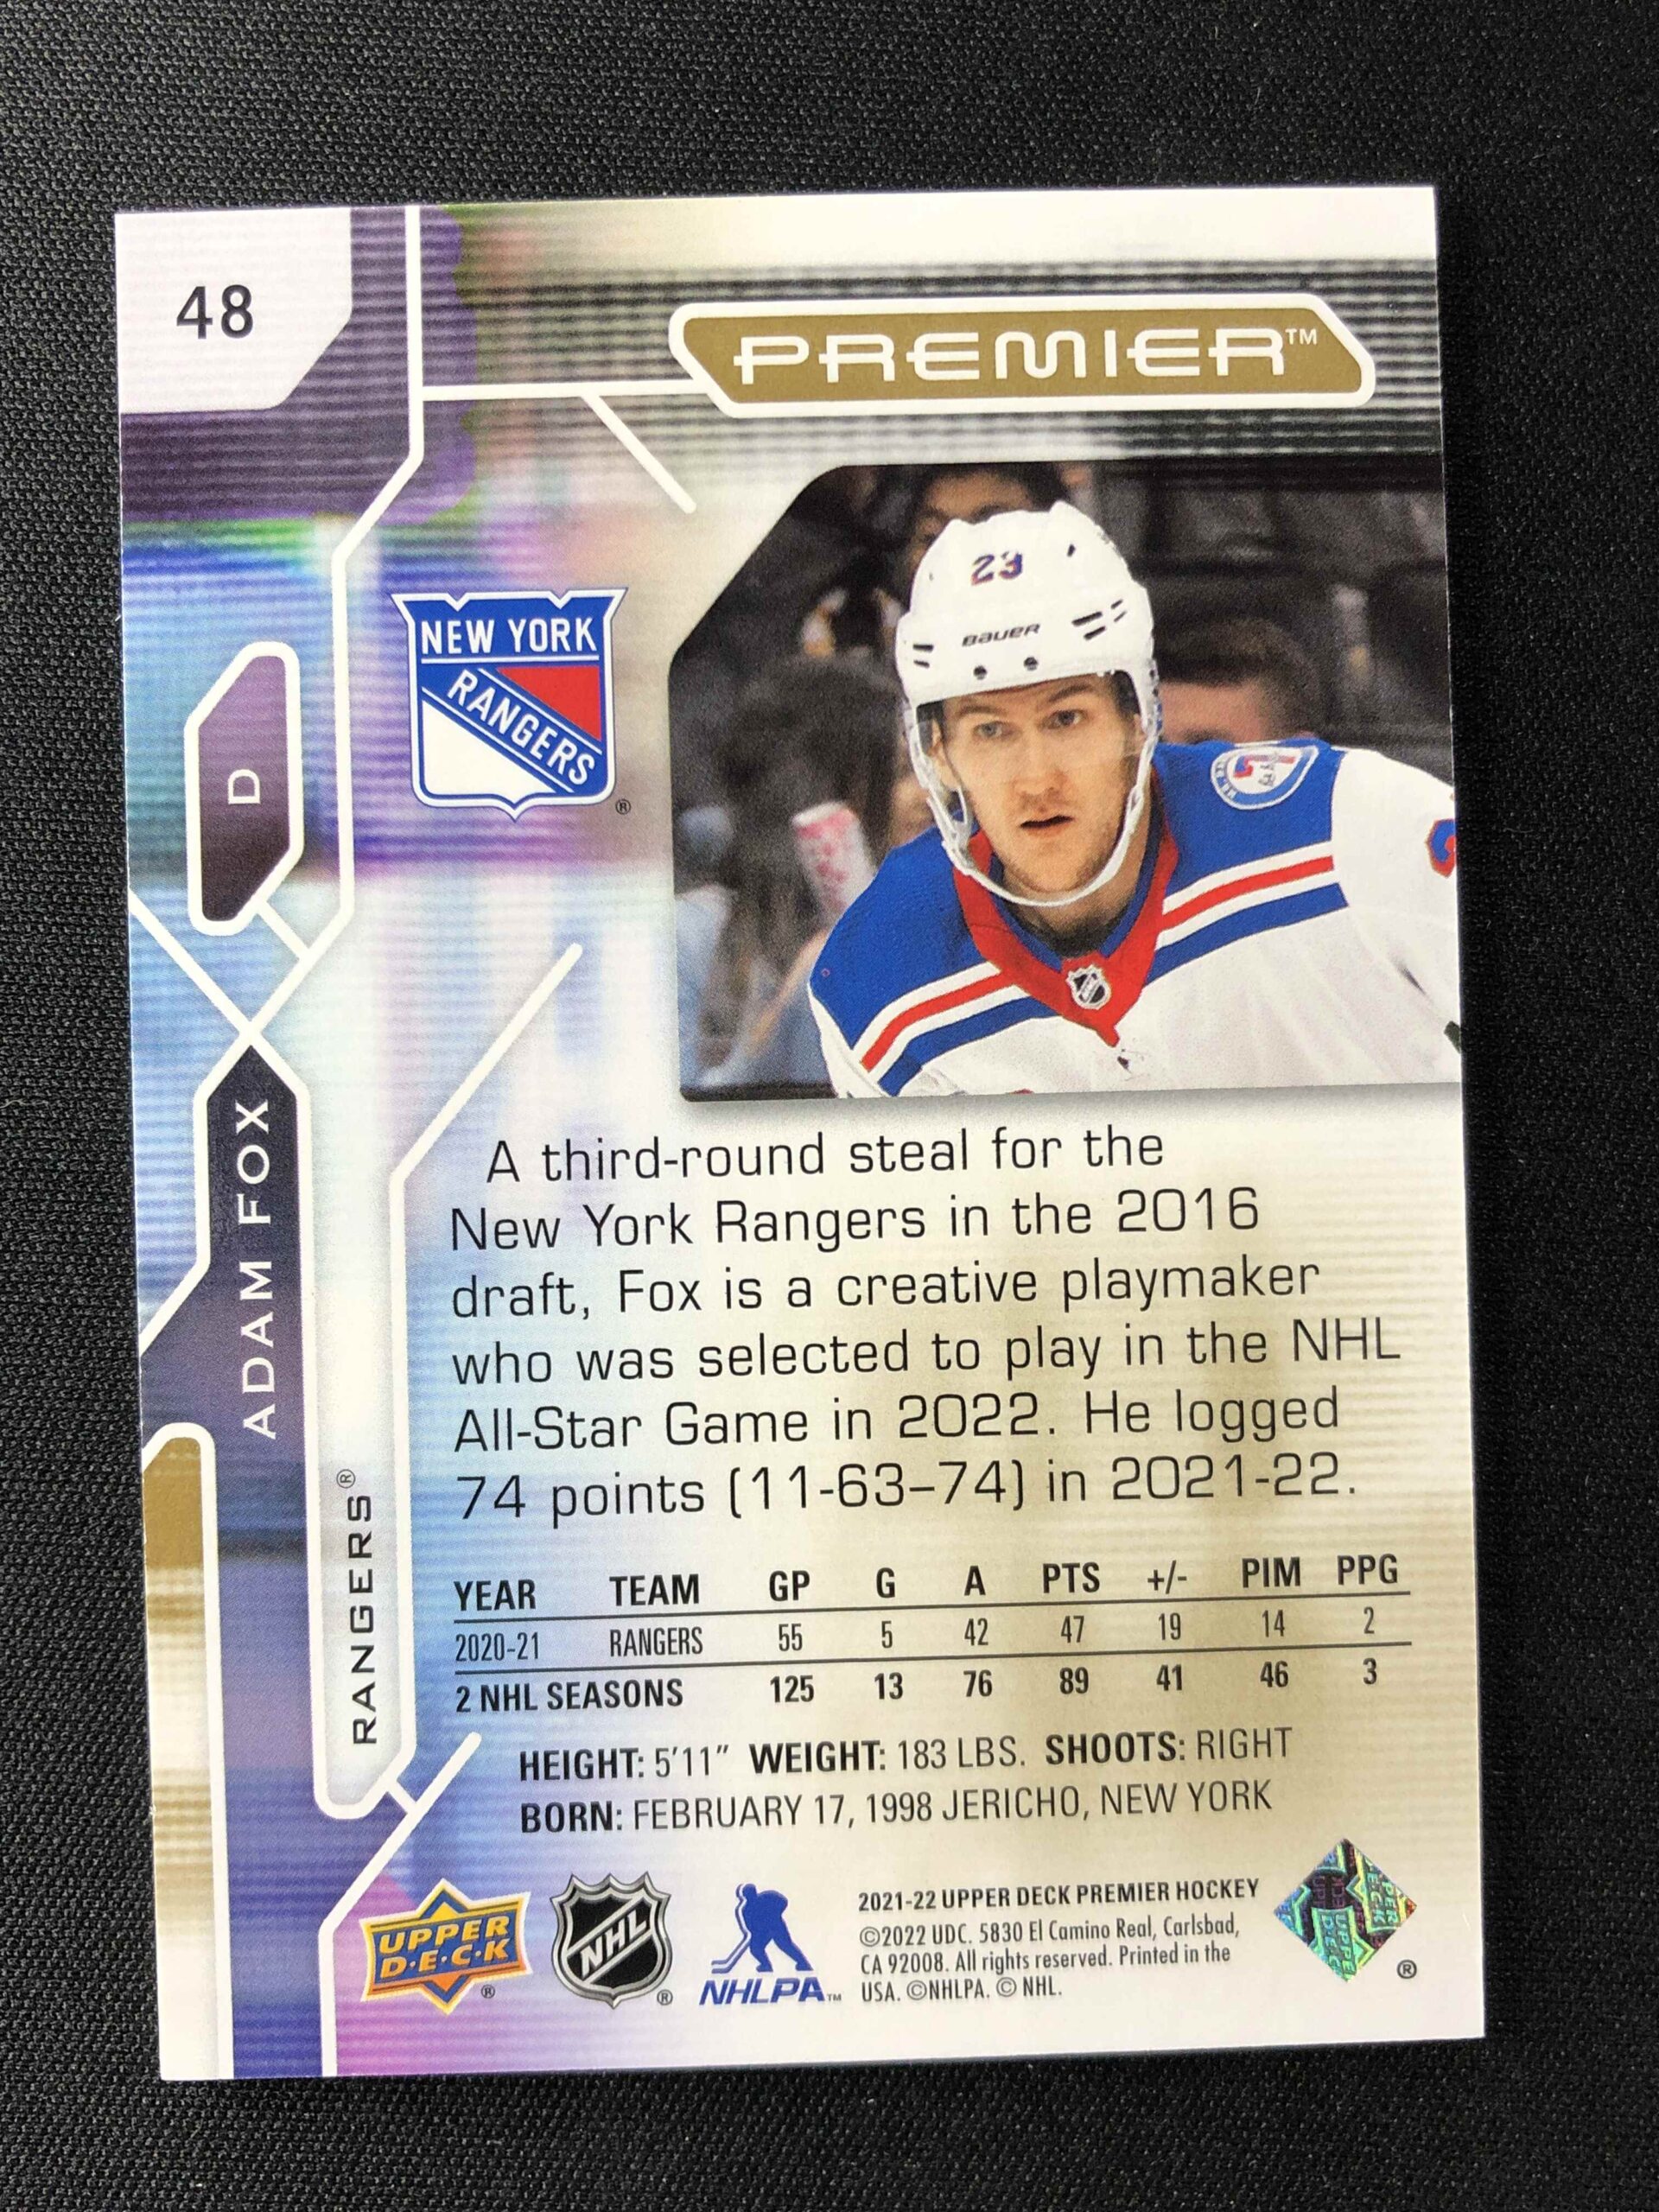 48
PREMIER™
23
BAUER
NEW YORK
RANGERS
®
D
ADAM FOX
RANGERS®
A third-round steal for the
New York Rangers in the 2016
draft, Fox is a creative playmaker
who was selected to play in the NHL
All-Star Game in 2022. He logged
74 points (11-63–74) in 2021-22.
YEAR TEAM GP G A PTS +/- PIM PPG
2020-21 RANGERS 55 5 42 47 19 14 2
2 NHL SEASONS 125 13 76 89 41 46 3
HEIGHT: 5'11" WEIGHT: 183 LBS. SHOOTS: RIGHT
BORN: FEBRUARY 17, 1998 JERICHO, NEW YORK
UPPER
D·E·C·K
®
NHL
®
NHLPA™
2021-22 UPPER DECK PREMIER HOCKEY
©2022 UDC. 5830 El Camino Real, Carlsbad,
CA 92008. All rights reserved. Printed in the
USA. ©NHLPA. © NHL.
®